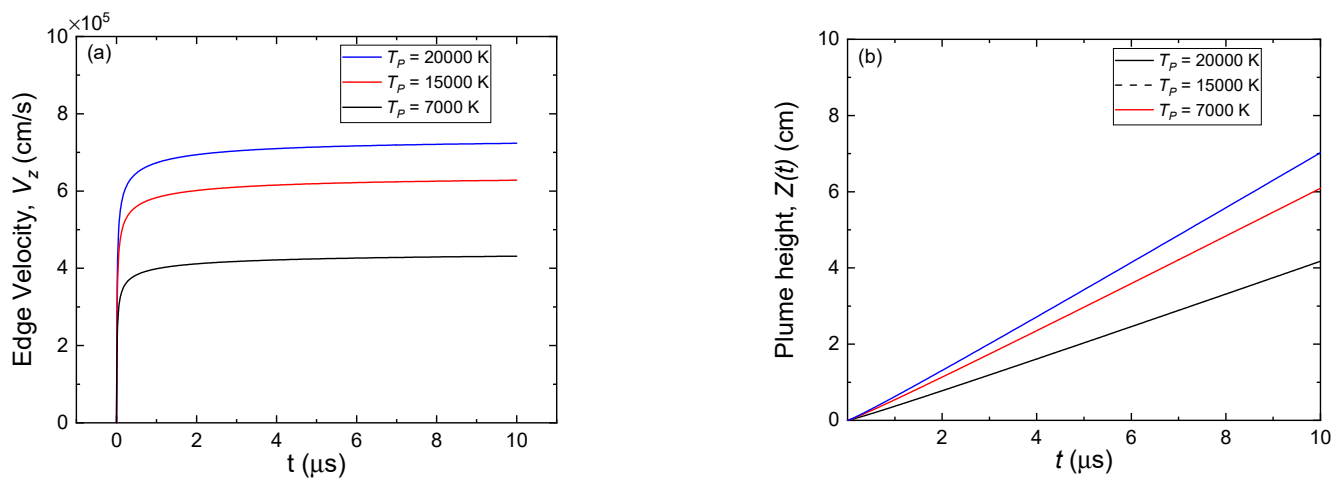 ×10⁵
(a)
T_P = 20000 K
T_P = 15000 K
T_P = 7000 K
Edge Velocity, V_z (cm/s)
10
8
6
4
2
0
0 2 4 6 8 10
t (μs)
(b)
T_P = 20000 K
T_P = 15000 K
T_P = 7000 K
Plume height, Z(t) (cm)
10
8
6
4
2
0
2 4 6 8 10
t (μs)